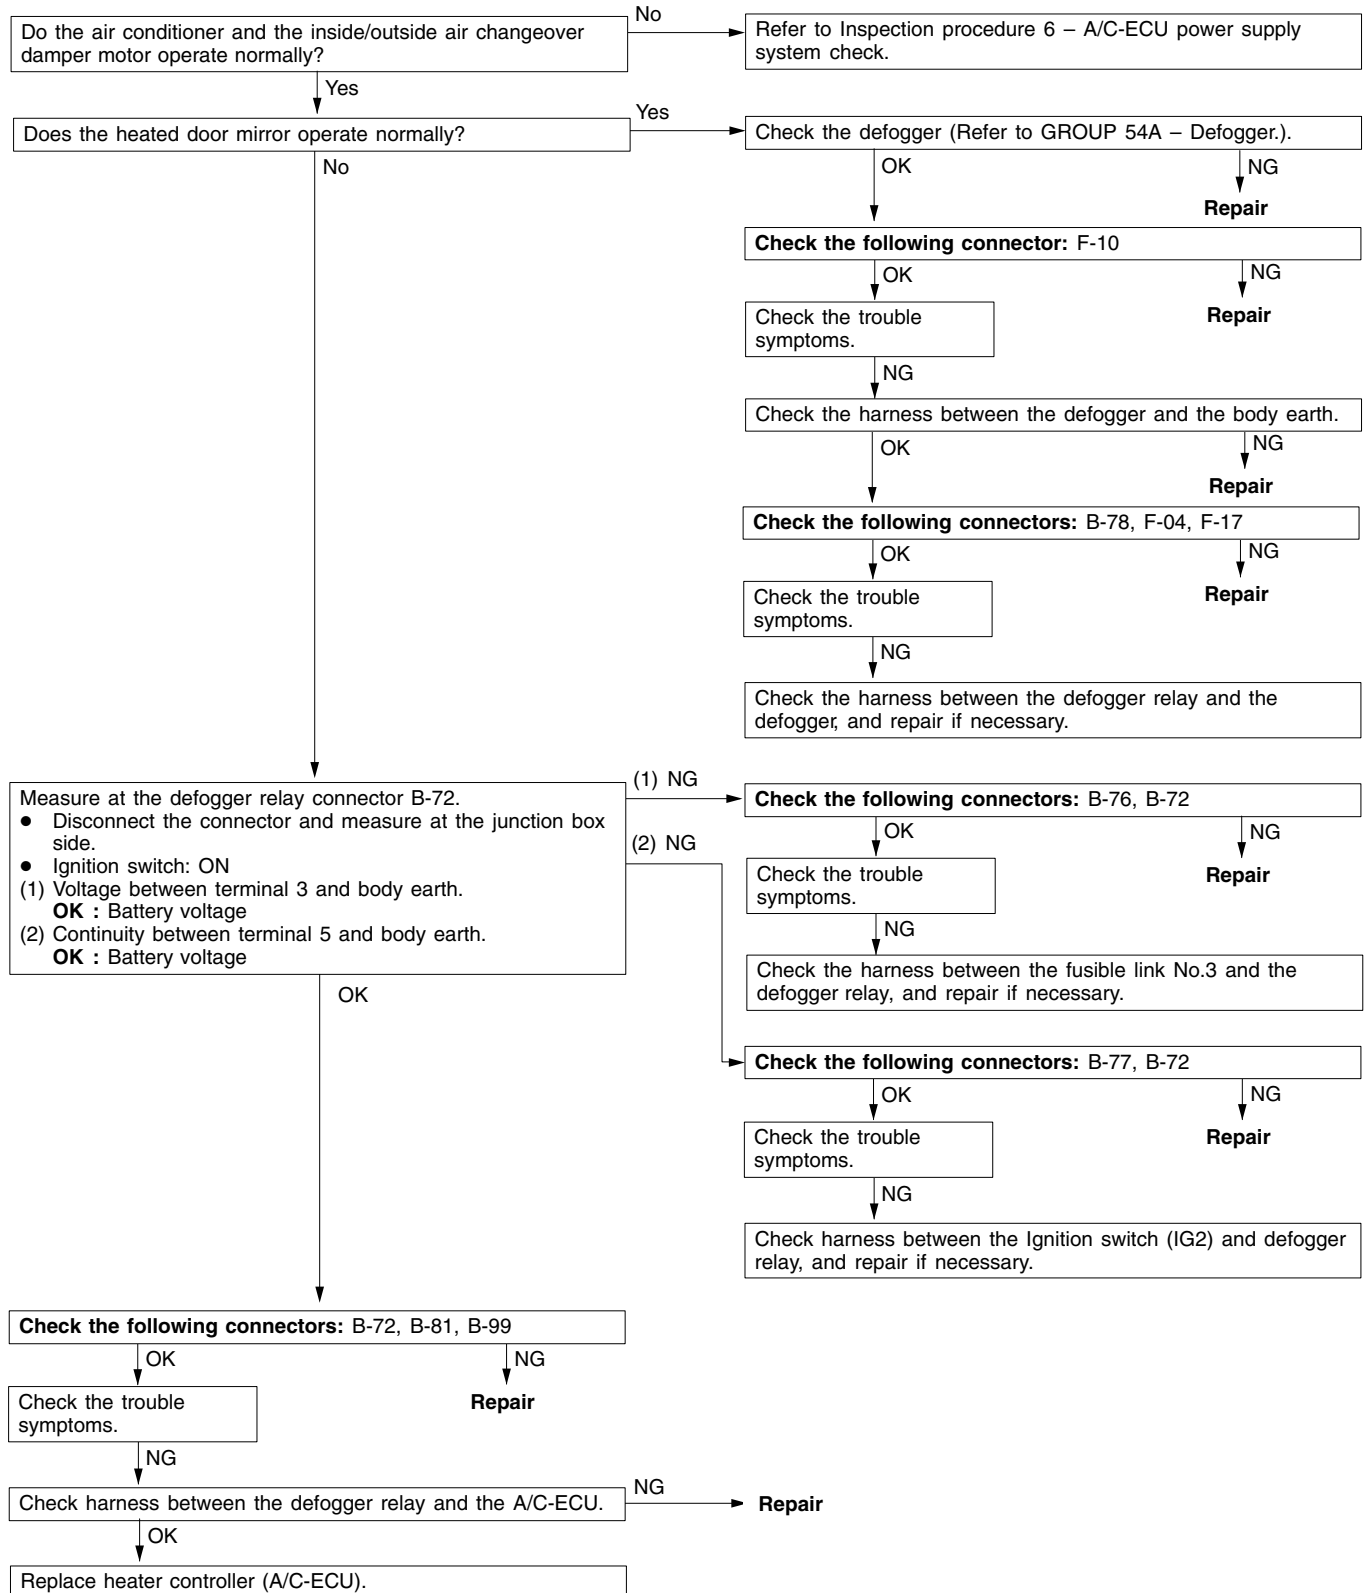 Do the air conditioner and the inside/outside air changeover
damper motor operate normally?
No
Refer to Inspection procedure 6 – A/C-ECU power supply
system check.
Yes
Does the heated door mirror operate normally?
Yes
Check the defogger (Refer to GROUP 54A – Defogger.).
No
OK
NG
Repair
Check the following connector: F-10
OK
NG
Check the trouble
symptoms.
Repair
NG
Check the harness between the defogger and the body earth.
OK
NG
Repair
Check the following connectors: B-78, F-04, F-17
OK
NG
Check the trouble
symptoms.
Repair
NG
Check the harness between the defogger relay and the
defogger, and repair if necessary.
Measure at the defogger relay connector B-72.
● Disconnect the connector and measure at the junction box
side.
● Ignition switch: ON
(1) Voltage between terminal 3 and body earth.
OK : Battery voltage
(2) Continuity between terminal 5 and body earth.
OK : Battery voltage
(1) NG
Check the following connectors: B-76, B-72
(2) NG
OK
NG
Check the trouble
symptoms.
Repair
NG
Check the harness between the fusible link No.3 and the
defogger relay, and repair if necessary.
OK
Check the following connectors: B-77, B-72
OK
NG
Check the trouble
symptoms.
Repair
NG
Check harness between the Ignition switch (IG2) and defogger
relay, and repair if necessary.
Check the following connectors: B-72, B-81, B-99
OK
NG
Check the trouble
symptoms.
Repair
NG
Check harness between the defogger relay and the A/C-ECU.
NG
Repair
OK
Replace heater controller (A/C-ECU).